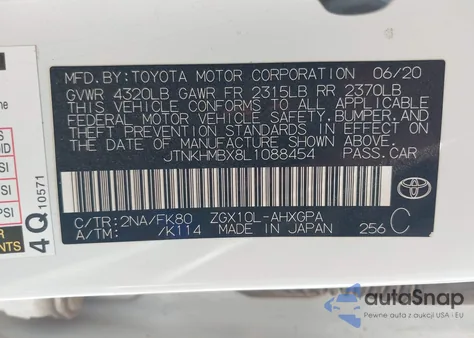 MFD.BY:TOYOTA MOTOR CORPORATION 06/20
GVWR 4320LB GAWR FR 2315LB RR 2370LB
THIS VEHICLE CONFORMS TO ALL APPLICABLE
FEDERAL MOTOR VEHICLE SAFETY,BUMPER,AND
THEFT PREVENTION STANDARDS IN EFFECT ON
THE DATE OF MANUFACTURE SHOWN ABOVE.
JTNKHMBX8L1088454 PASS.CAR
C/TR:2NA/FK80 ZGX10L-AHXGPA
A/TM: /K114 MADE IN JAPAN 256 C
TOYOTA
4Q 10571
PSI
PSI
autoSnap
Pewne auta z aukcji USA i EU